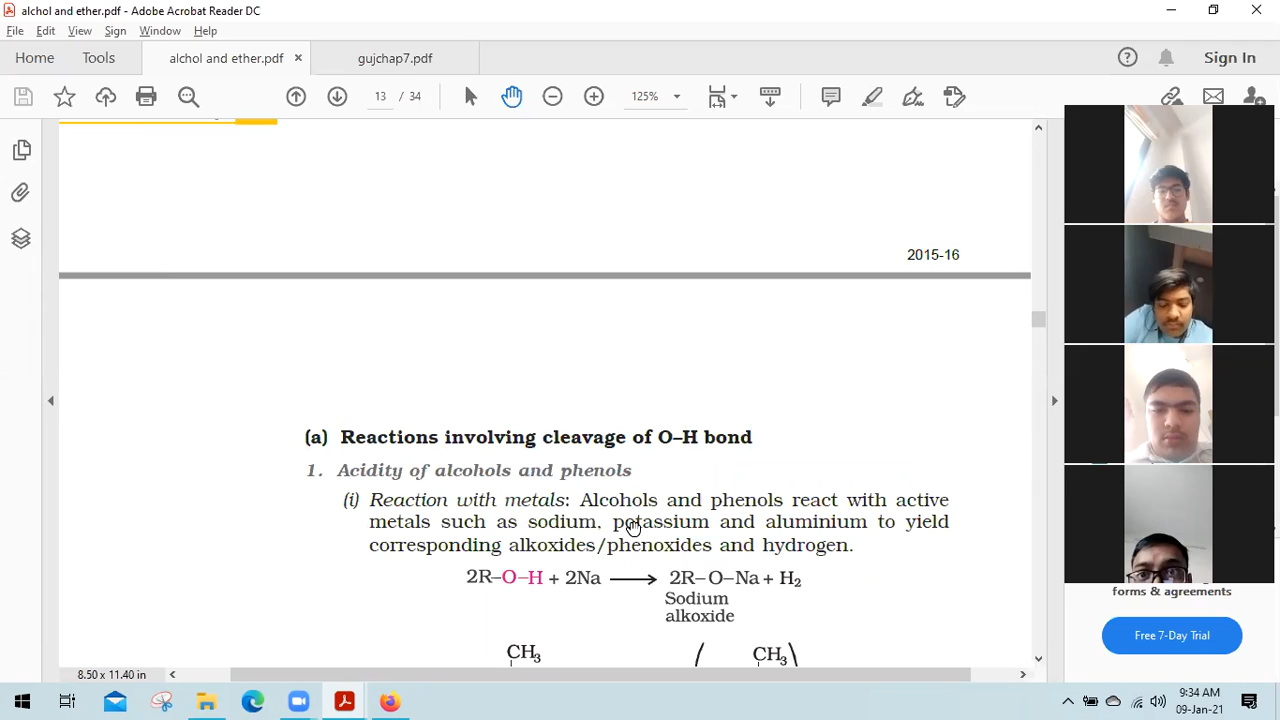 alchol and ether.pdf - Adobe Acrobat Reader DC
File Edit View Sign Window Help
Home Tools alchol and ether.pdf × gujchap7.pdf Sign In
13 / 34 125%
2015-16
(a) Reactions involving cleavage of O–H bond
1. Acidity of alcohols and phenols
(i) Reaction with metals: Alcohols and phenols react with active
metals such as sodium, potassium and aluminium to yield
corresponding alkoxides/phenoxides and hydrogen.
2R–O–H + 2Na ⟶ 2R–O–Na + H₂
Sodium
alkoxide
CH₃ CH₃
forms & agreements
Free 7-Day Trial
8.50 x 11.40 in
9:34 AM
09-Jan-21